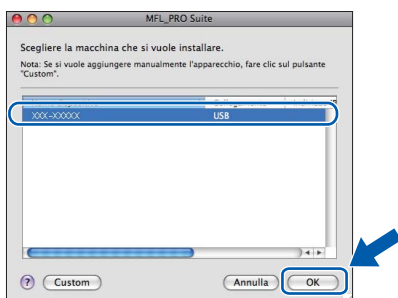 MFL_PRO Suite
Scegliere la macchina che si vuole installare.
Nota: Se si vuole aggiungere manualmente l'apparecchio, fare clic sul pulsante
"Custom".
XXX-XXXXX USB
? Custom Annulla OK